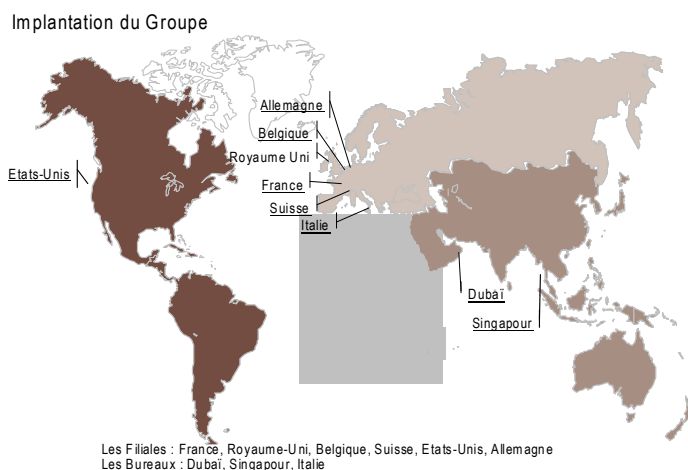 Implantation du Groupe
Allemagne
Belgique
Royaume Uni
Etats-Unis
France
Suisse
Italie
Dubaï
Singapour
Les Filiales : France, Royaume-Uni, Belgique, Suisse, Etats-Unis, Allemagne
Les Bureaux : Dubaï, Singapour, Italie